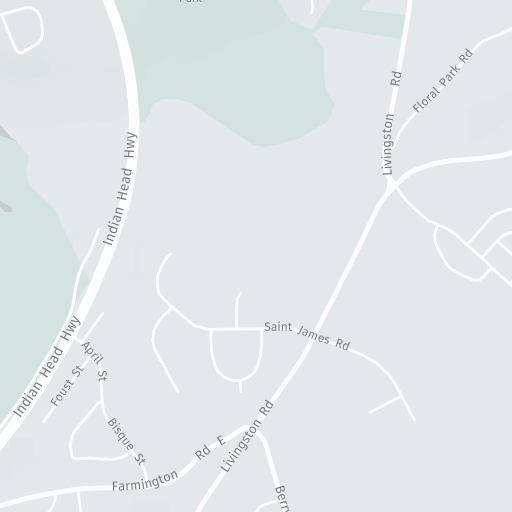 Park
Floral Park Rd
Livingston Rd
Indian Head Hwy
Saint James Rd
Indian Head Hwy
April St
Foust St
Bisque St
Livingston Rd
Farmington Rd E